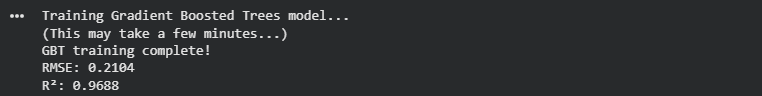 Training Gradient Boosted Trees model...
(This may take a few minutes...)
GBT training complete!
RMSE: 0.2104
R²: 0.9688